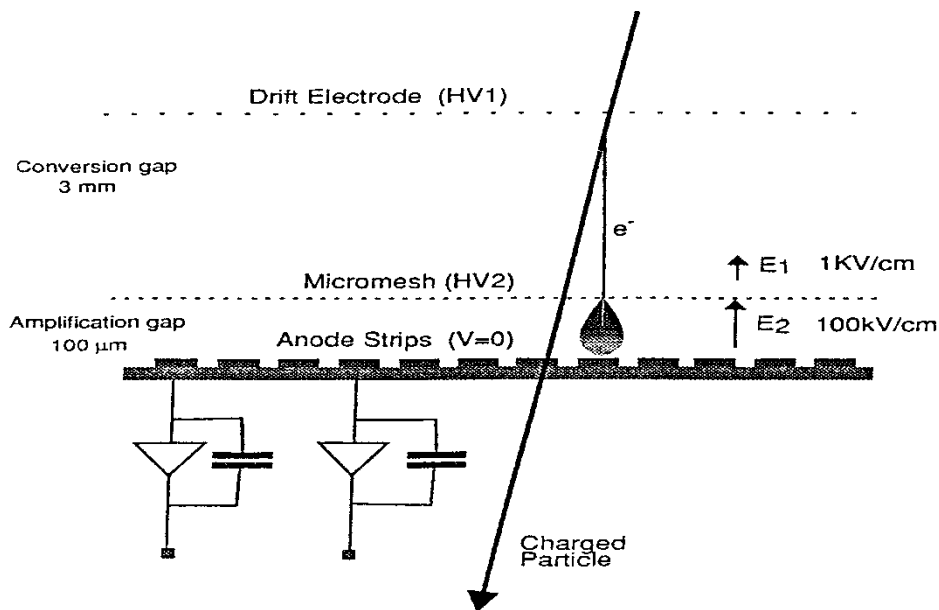 Drift Electrode (HV1)
Conversion gap
3 mm
e-
E1 1KV/cm
Micromesh (HV2)
Amplification gap
100 µm
E2 100kV/cm
Anode Strips (V=0)
Charged
Particle